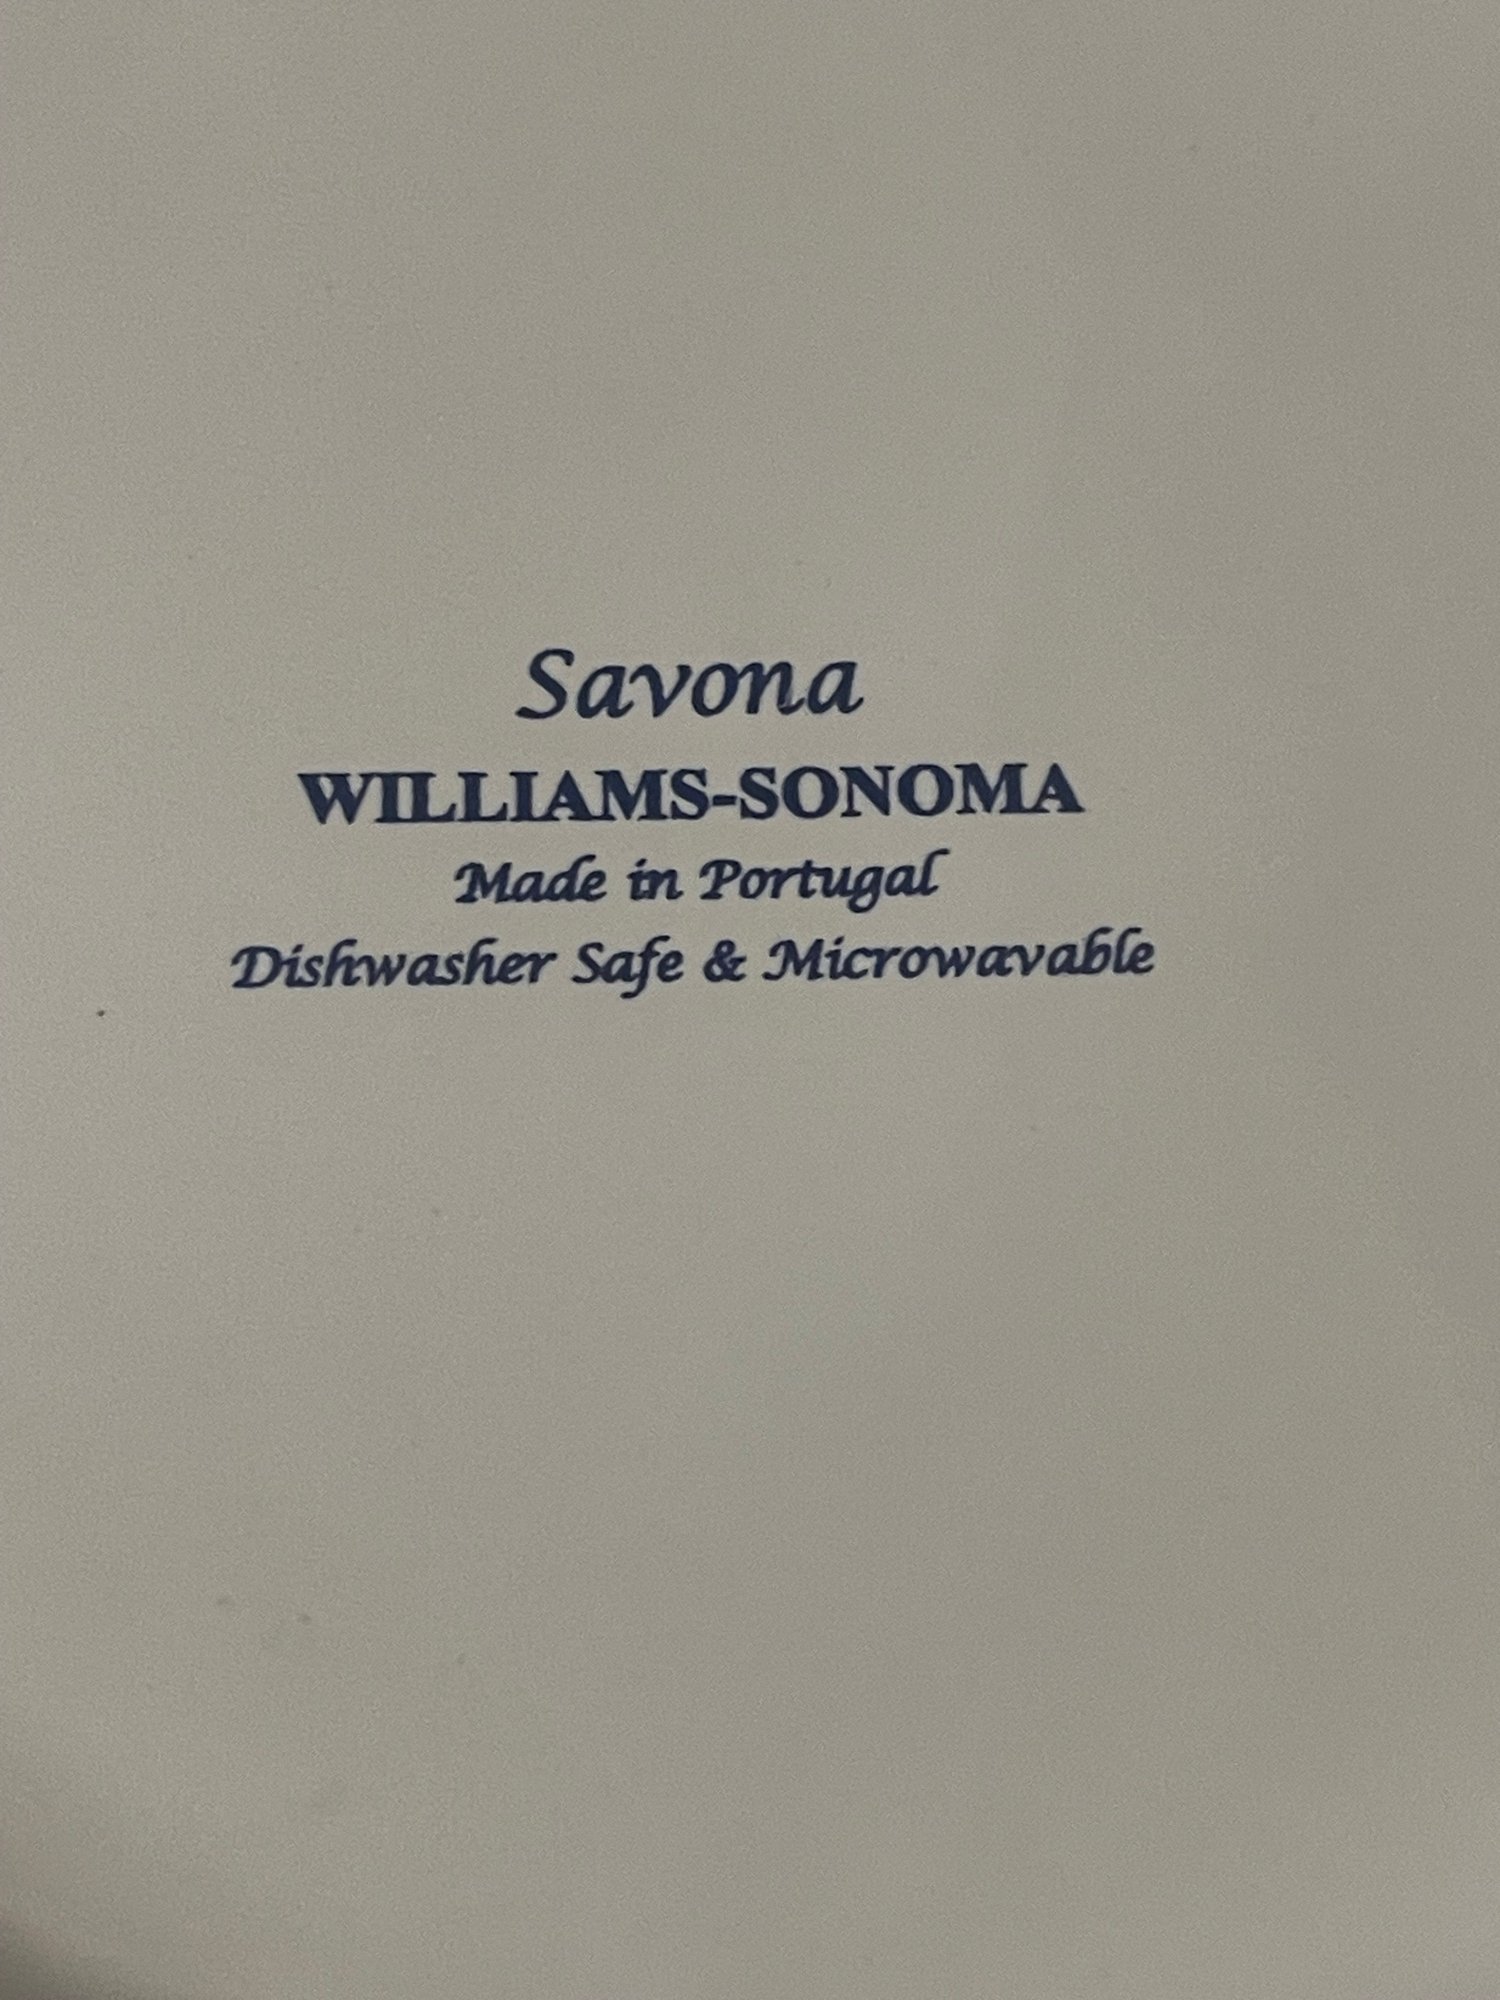 Savona
WILLIAMS-SONOMA
Made in Portugal
Dishwasher Safe & Microwavable